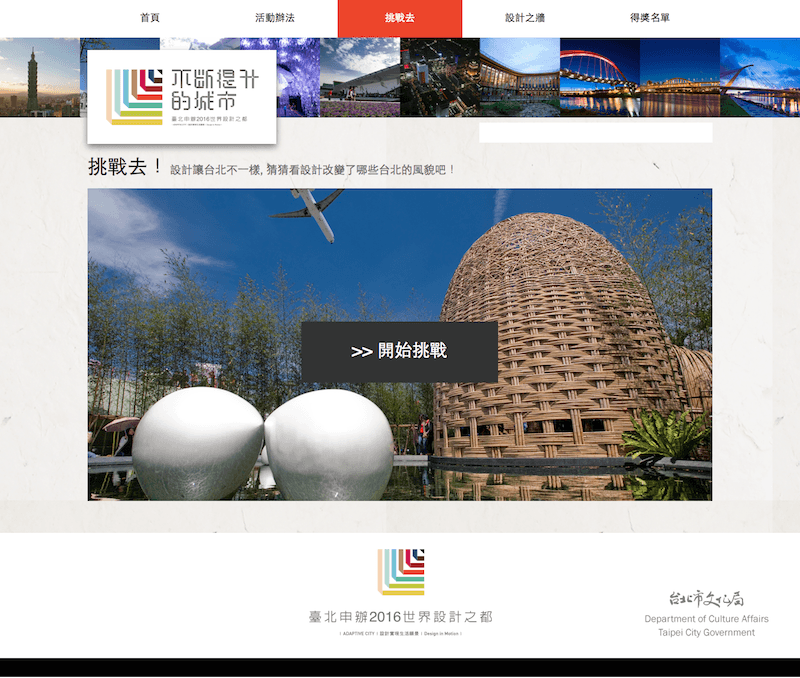 首頁
活動辦法
挑戰去
設計之牆
得獎名單
不斷提升
的城市
臺北申辦2016世界設計之都
挑戰去！ 設計讓台北不一樣, 猜猜看設計改變了哪些台北的風貌吧！
>> 開始挑戰
臺北申辦2016世界設計之都
| ADAPTIVE CITY | 設計實現生活願景 | Design in Motion |
台北市文化局
Department of Culture Affairs
Taipei City Government